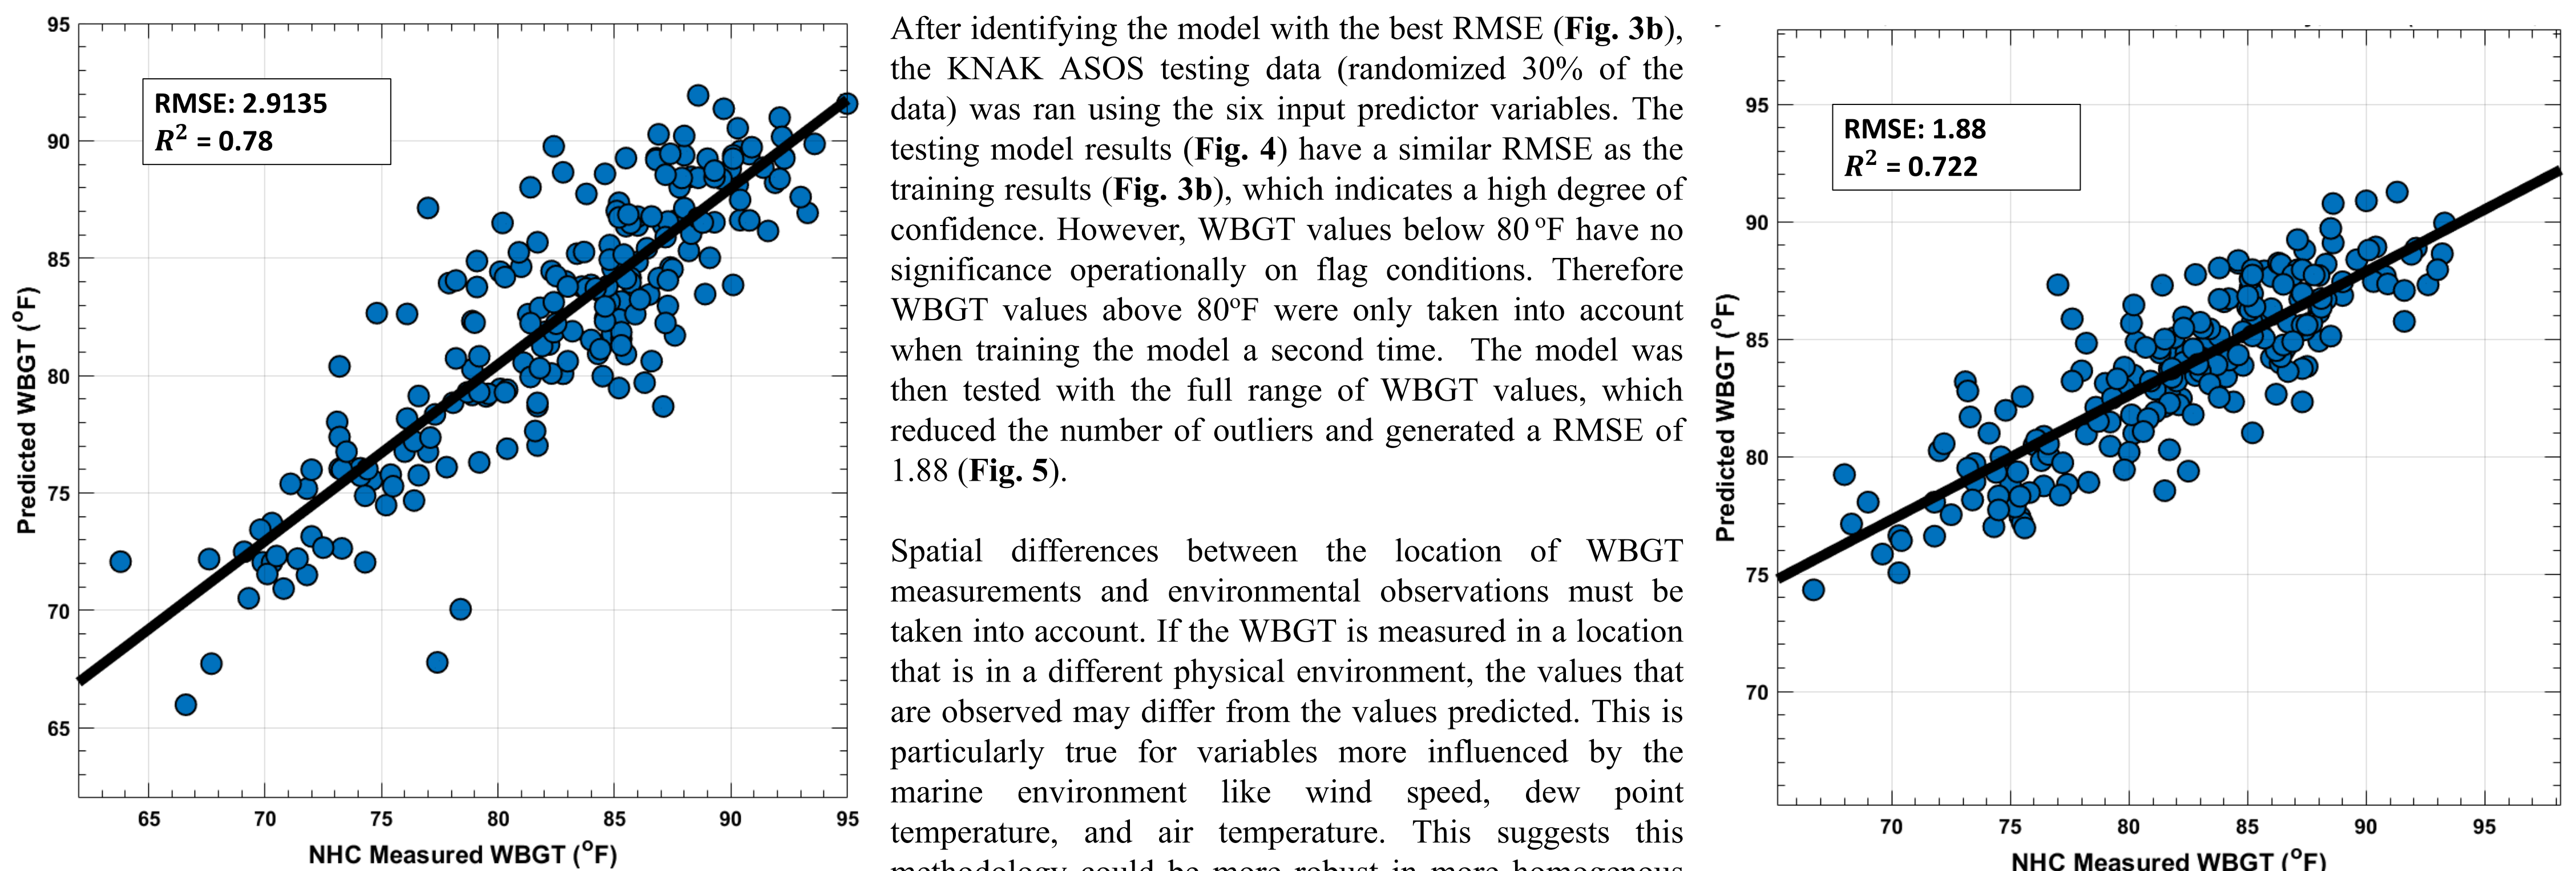 95
90
85
80
75
70
65
Predicted WBGT (°F)
RMSE: 2.9135
R² = 0.78
65 70 75 80 85 90 95
NHC Measured WBGT (°F)
After identifying the model with the best RMSE (Fig. 3b),
the KNAK ASOS testing data (randomized 30% of the
data) was ran using the six input predictor variables. The
testing model results (Fig. 4) have a similar RMSE as the
training results (Fig. 3b), which indicates a high degree of
confidence. However, WBGT values below 80 ºF have no
significance operationally on flag conditions. Therefore
WBGT values above 80ºF were only taken into account
when training the model a second time. The model was
then tested with the full range of WBGT values, which
reduced the number of outliers and generated a RMSE of
1.88 (Fig. 5).
Spatial differences between the location of WBGT
measurements and environmental observations must be
taken into account. If the WBGT is measured in a location
that is in a different physical environment, the values that
are observed may differ from the values predicted. This is
particularly true for variables more influenced by the
marine environment like wind speed, dew point
temperature, and air temperature. This suggests this
methodology could be more robust in more homogenous
95
90
85
80
75
70
Predicted WBGT (°F)
RMSE: 1.88
R² = 0.722
70 75 80 85 90 95
NHC Measured WBGT (°F)